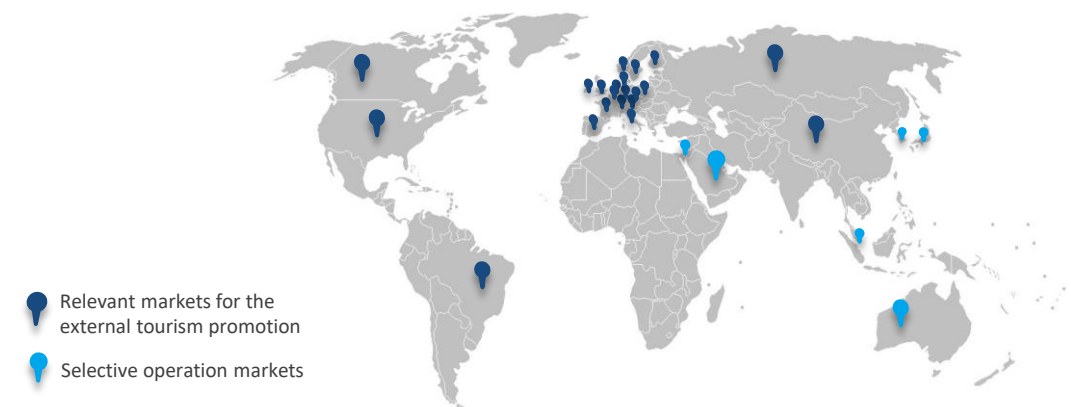 Relevant markets for the
external tourism promotion
Selective operation markets